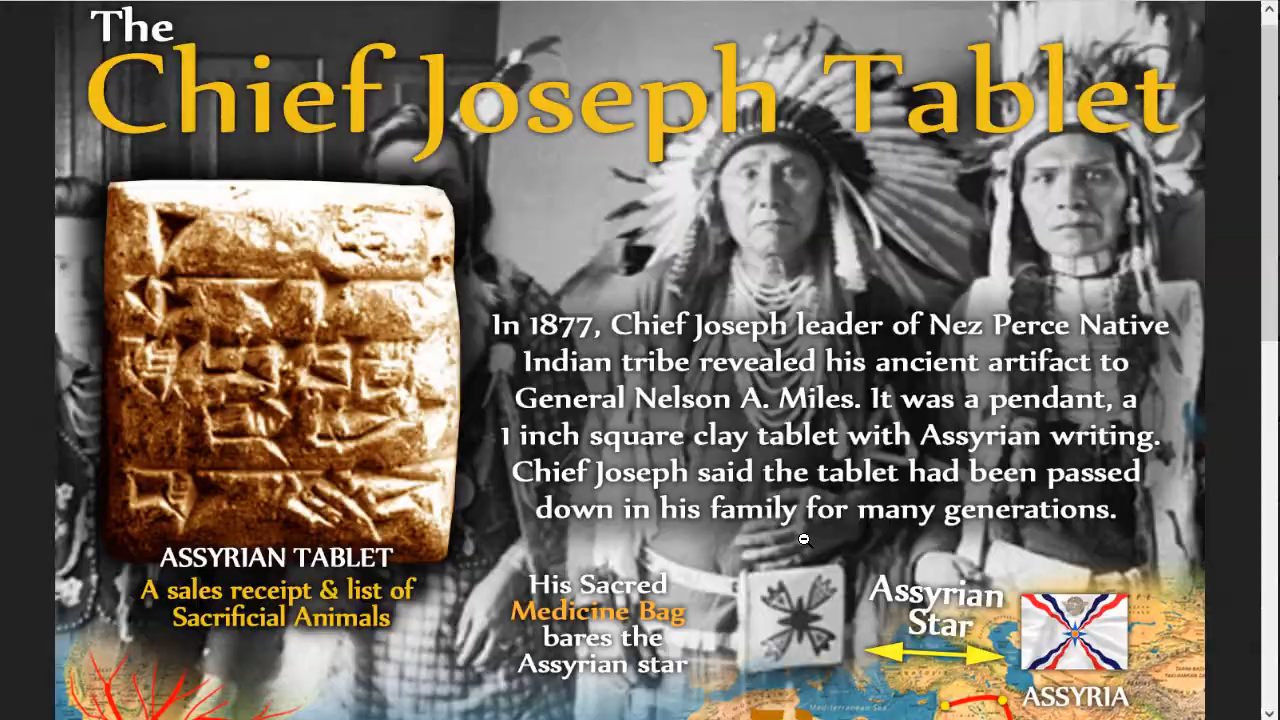 The
Chief Joseph Tablet
In 1877, Chief Joseph leader of Nez Perce Native
Indian tribe revealed his ancient artifact to
General Nelson A. Miles. It was a pendant, a
1 inch square clay tablet with Assyrian writing.
Chief Joseph said the tablet had been passed
down in his family for many generations.
ASSYRIAN TABLET
A sales receipt & list of
Sacrificial Animals
His Sacred
Medicine Bag
bares the
Assyrian star
Assyrian
Star
ASSYRIA
Mediterranean Sea